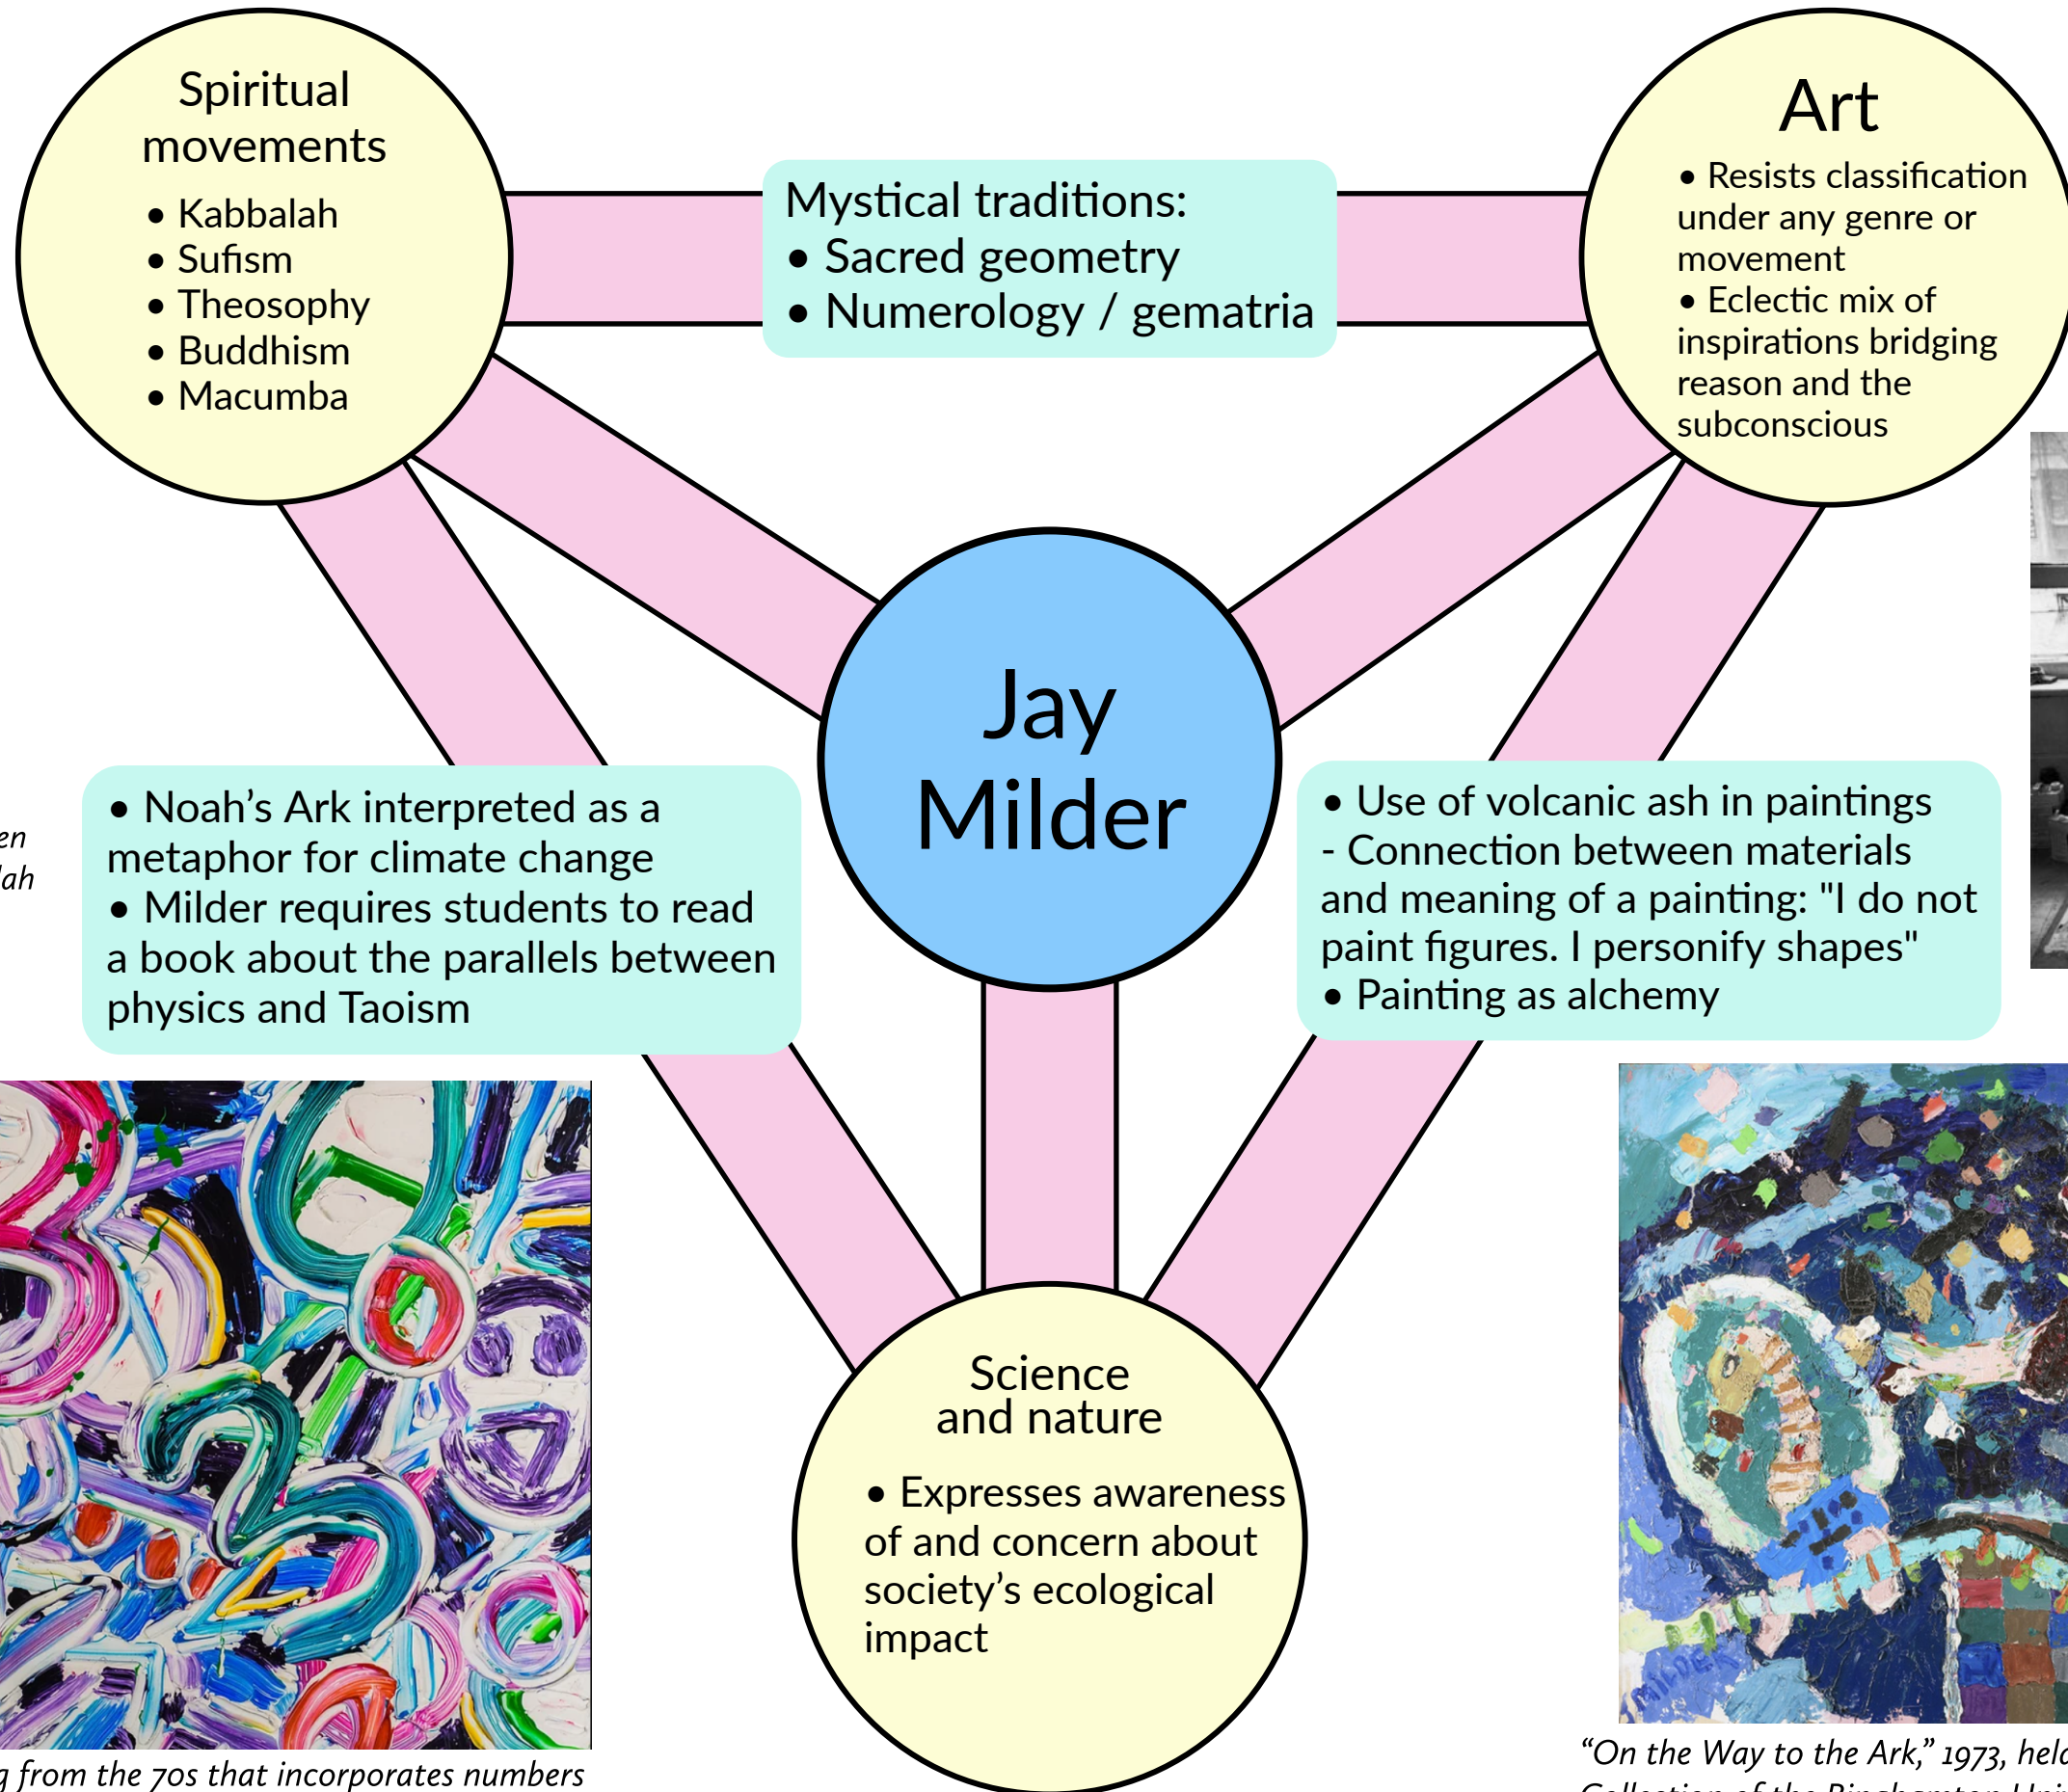 Spiritual
movements
• Kabbalah
• Sufism
• Theosophy
• Buddhism
• Macumba
Mystical traditions:
• Sacred geometry
• Numerology / gematria
Art
• Resists classification
under any genre or
movement
• Eclectic mix of
inspirations bridging
reason and the
subconscious
Jay
Milder
• Noah’s Ark interpreted as a
metaphor for climate change
• Milder requires students to read
a book about the parallels between
physics and Taoism
• Use of volcanic ash in paintings
- Connection between materials
and meaning of a painting: "I do not
paint figures. I personify shapes"
• Painting as alchemy
Science
and nature
• Expresses awareness
of and concern about
society’s ecological
impact
from the 70s that incorporates numbers
“On the Way to the Ark,” 1973, held
Collection of the Binghamton